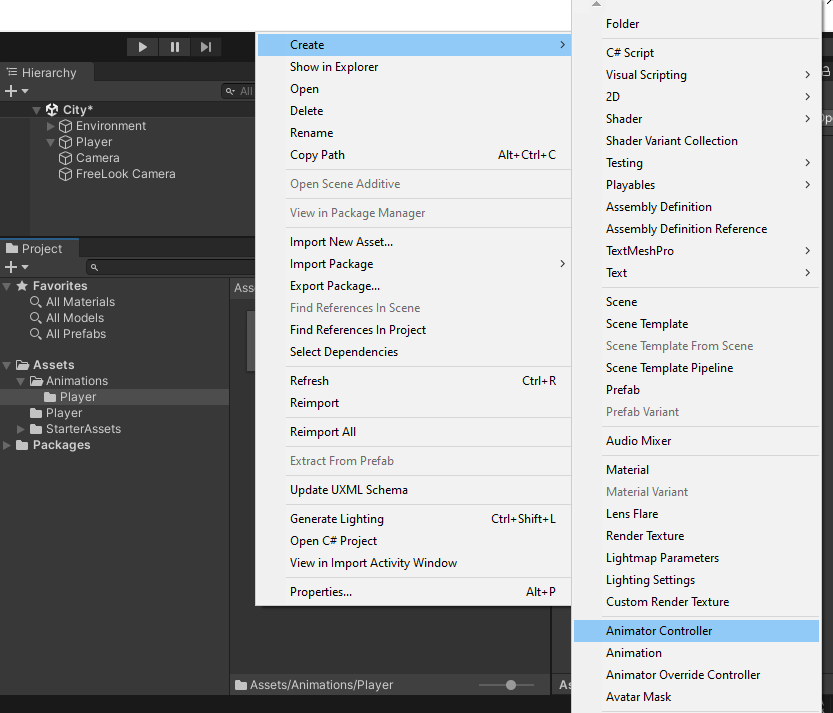 Hierarchy
All
City*
Environment
Player
Camera
FreeLook Camera
Project
Favorites
All Materials
All Models
All Prefabs
Assets
Animations
Player
Player
StarterAssets
Packages
Assets/Animations/Player
Create
Show in Explorer
Open
Delete
Rename
Copy Path Alt+Ctrl+C
Open Scene Additive
View in Package Manager
Import New Asset...
Import Package
Export Package...
Find References In Scene
Find References In Project
Select Dependencies
Refresh Ctrl+R
Reimport
Reimport All
Extract From Prefab
Update UXML Schema
Generate Lighting Ctrl+Shift+L
Open C# Project
View in Import Activity Window
Properties... Alt+P
Folder
C# Script
Visual Scripting
2D
Shader
Shader Variant Collection
Testing
Playables
Assembly Definition
Assembly Definition Reference
TextMeshPro
Text
Scene
Scene Template
Scene Template From Scene
Scene Template Pipeline
Prefab
Prefab Variant
Audio Mixer
Material
Material Variant
Lens Flare
Render Texture
Lightmap Parameters
Lighting Settings
Custom Render Texture
Animator Controller
Animation
Animator Override Controller
Avatar Mask